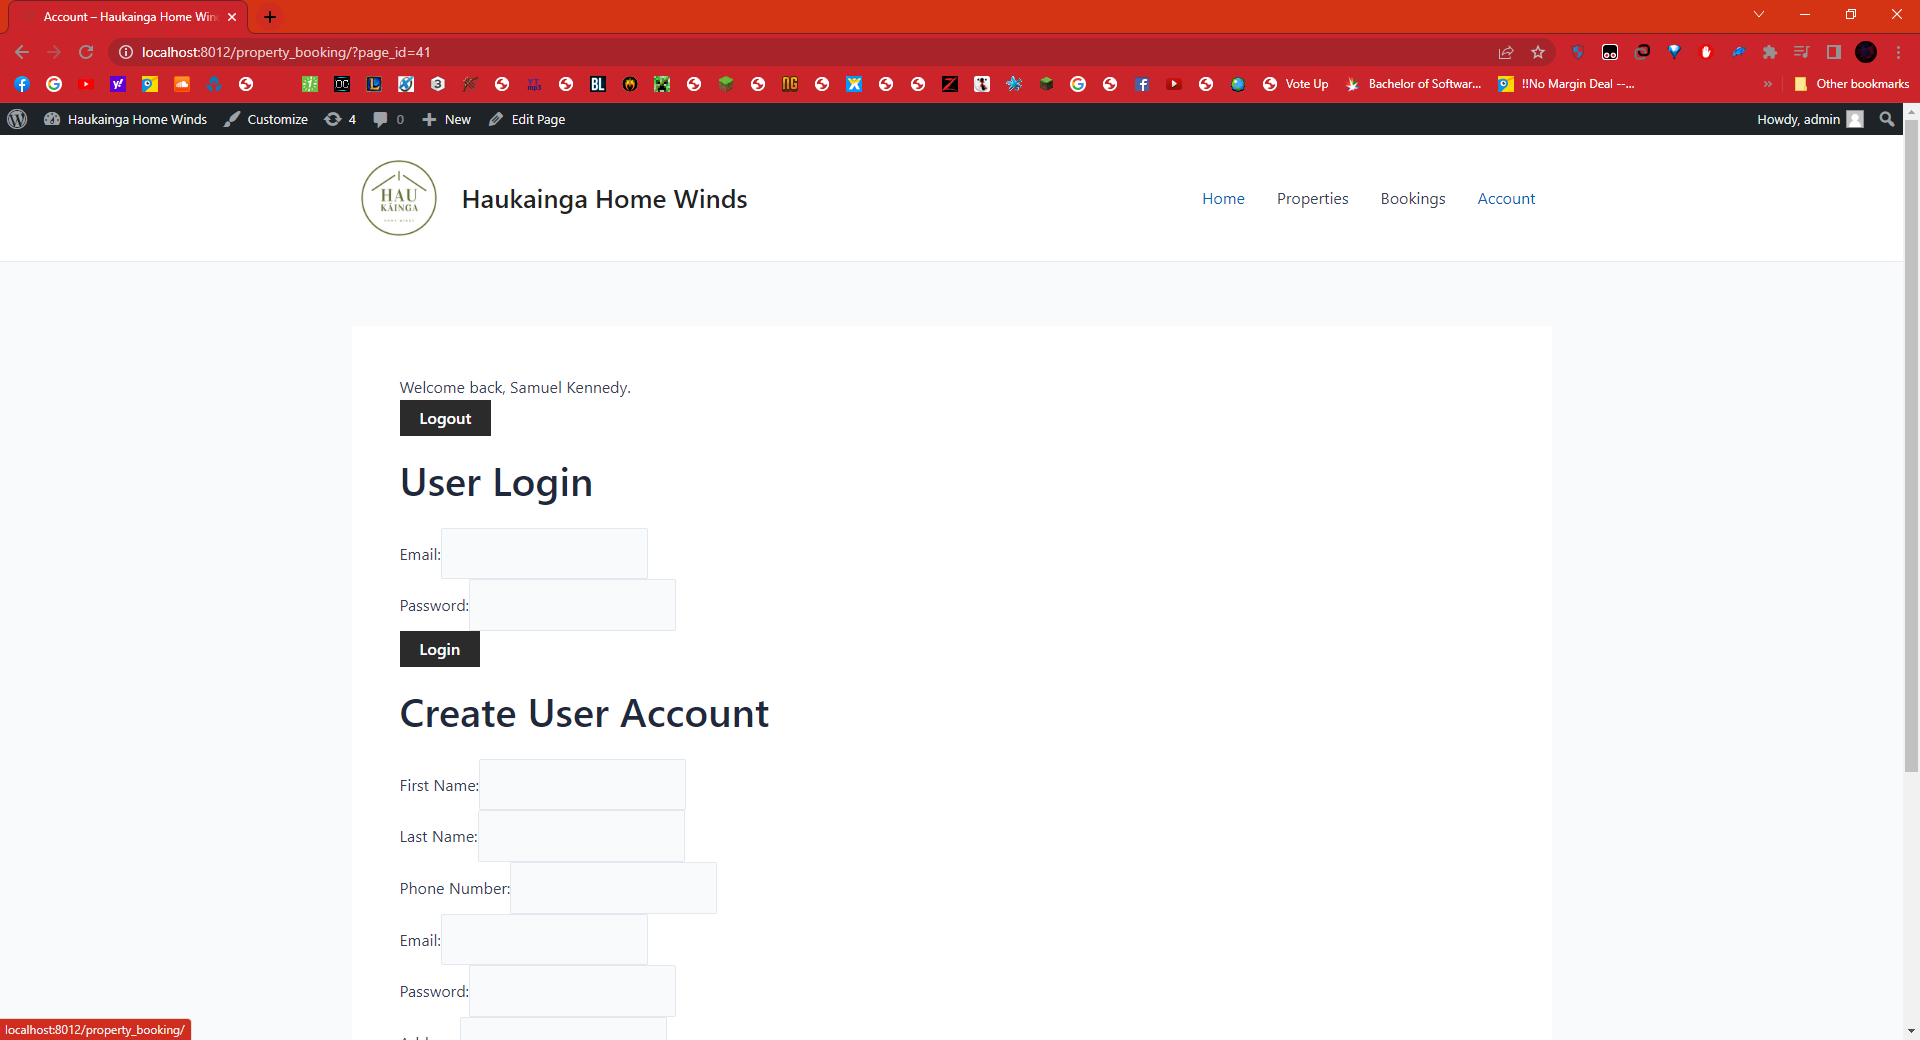 Account – Haukainga Home Win
localhost:8012/property_booking/?page_id=41
Vote Up
Bachelor of Softwar...
!!No Margin Deal --...
Other bookmarks
Haukainga Home Winds
Customize
4
0
New
Edit Page
Howdy, admin
HAU
KĀINGA
HOME WINDS
Haukainga Home Winds
Home
Properties
Bookings
Account
Welcome back, Samuel Kennedy.
Logout
User Login
Email:
Password:
Login
Create User Account
First Name:
Last Name:
Phone Number:
Email:
Password:
localhost:8012/property_booking/